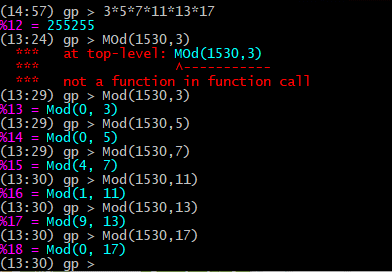 (14:57) gp > 3*5*7*11*13*17
%12 = 255255
(13:24) gp > MOd(1530,3)
  ***   at top-level: MOd(1530,3)
  ***                 ^-----------
  ***   not a function in function call
(13:29) gp > Mod(1530,3)
%13 = Mod(0, 3)
(13:29) gp > Mod(1530,5)
%14 = Mod(0, 5)
(13:29) gp > Mod(1530,7)
%15 = Mod(4, 7)
(13:30) gp > Mod(1530,11)
%16 = Mod(1, 11)
(13:30) gp > Mod(1530,13)
%17 = Mod(9, 13)
(13:30) gp > Mod(1530,17)
%18 = Mod(0, 17)
(13:30) gp >